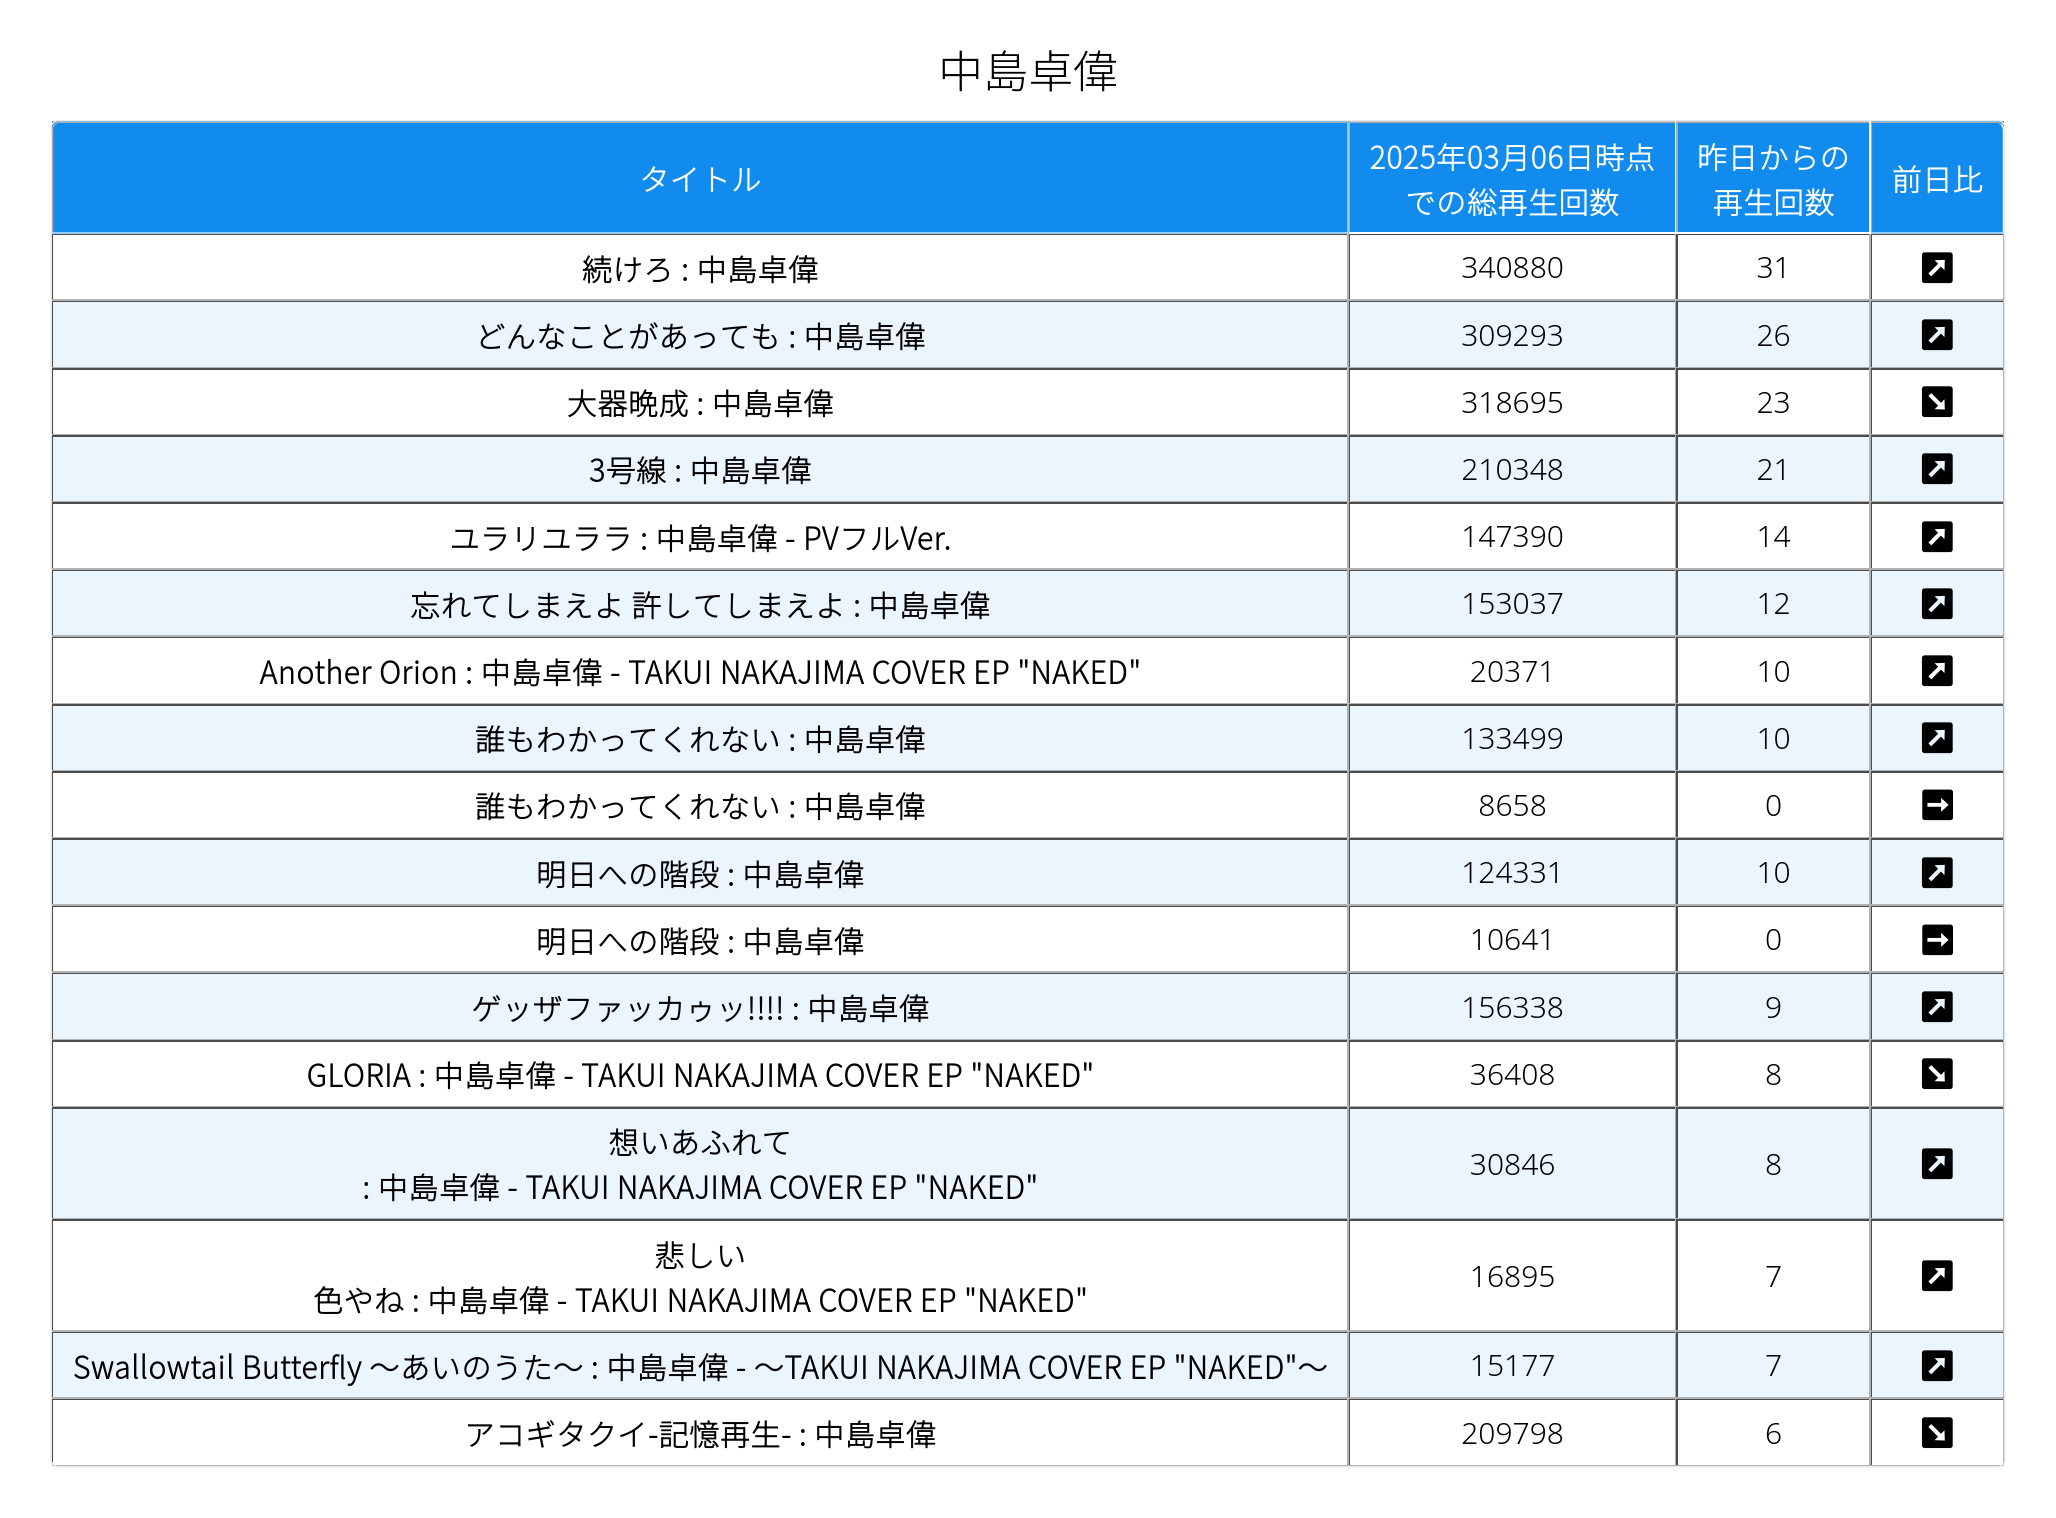 中島卓偉
タイトル
2025年03月06日時点
での総再生回数
昨日からの
再生回数
前日比
続けろ : 中島卓偉 340880 31
どんなことがあっても : 中島卓偉 309293 26
大器晩成 : 中島卓偉 318695 23
3号線 : 中島卓偉 210348 21
ユラリユララ : 中島卓偉 - PVフルVer. 147390 14
忘れてしまえよ 許してしまえよ : 中島卓偉 153037 12
Another Orion : 中島卓偉 - TAKUI NAKAJIMA COVER EP "NAKED" 20371 10
誰もわかってくれない : 中島卓偉 133499 10
誰もわかってくれない : 中島卓偉 8658 0
明日への階段 : 中島卓偉 124331 10
明日への階段 : 中島卓偉 10641 0
ゲッザファッカゥッ!!!! : 中島卓偉 156338 9
GLORIA : 中島卓偉 - TAKUI NAKAJIMA COVER EP "NAKED" 36408 8
想いあふれて
: 中島卓偉 - TAKUI NAKAJIMA COVER EP "NAKED" 30846 8
悲しい
色やね : 中島卓偉 - TAKUI NAKAJIMA COVER EP "NAKED" 16895 7
Swallowtail Butterfly 〜あいのうた〜 : 中島卓偉 - 〜TAKUI NAKAJIMA COVER EP "NAKED"〜 15177 7
アコギタクイ-記憶再生- : 中島卓偉 209798 6